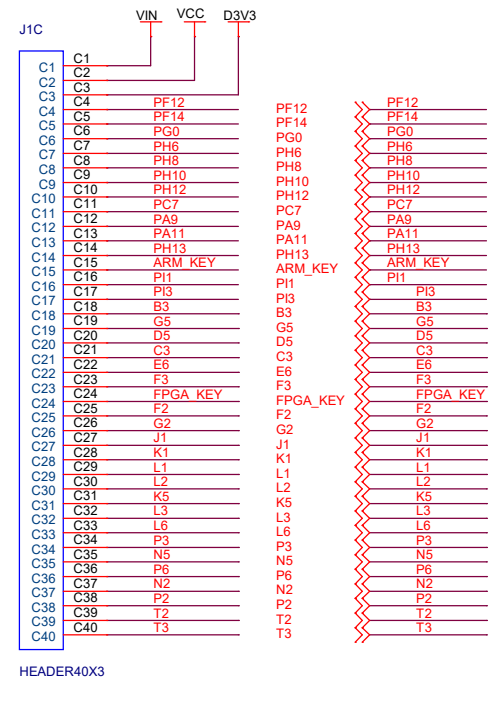 VIN VCC D3V3
J1C
C1 C1
C2 C2
C3 C3
C4 C4 PF12 PF12 PF12
C5 C5 PF14 PF14 PF14
C6 C6 PG0 PG0 PG0
C7 C7 PH6 PH6 PH6
C8 C8 PH8 PH8 PH8
C9 C9 PH10 PH10 PH10
C10 C10 PH12 PH12 PH12
C11 C11 PC7 PC7 PC7
C12 C12 PA9 PA9 PA9
C13 C13 PA11 PA11 PA11
C14 C14 PH13 PH13 PH13
C15 C15 ARM_KEY ARM_KEY ARM_KEY
C16 C16 PI1 PI1 PI1
C17 C17 PI3 PI3 PI3
C18 C18 B3 B3 B3
C19 C19 G5 G5 G5
C20 C20 D5 D5 D5
C21 C21 C3 C3 C3
C22 C22 E6 E6 E6
C23 C23 F3 F3 F3
C24 C24 FPGA_KEY FPGA_KEY FPGA_KEY
C25 C25 F2 F2 F2
C26 C26 G2 G2 G2
C27 C27 J1 J1 J1
C28 C28 K1 K1 K1
C29 C29 L1 L1 L1
C30 C30 L2 L2 L2
C31 C31 K5 K5 K5
C32 C32 L3 L3 L3
C33 C33 L6 L6 L6
C34 C34 P3 P3 P3
C35 C35 N5 N5 N5
C36 C36 P6 P6 P6
C37 C37 N2 N2 N2
C38 C38 P2 P2 P2
C39 C39 T2 T2 T2
C40 C40 T3 T3 T3
HEADER40X3